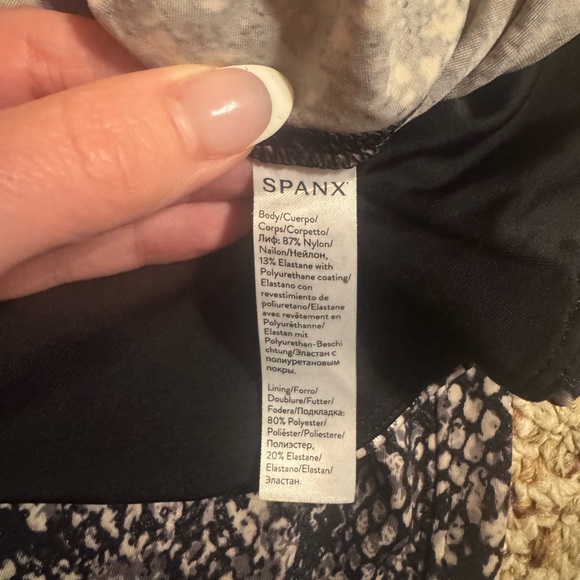 SPANX
Body/Cuerpo/
Corps/Corpetto/
Лиф: 87% Nylon/
Nailon/Нейлон,
13% Elastane with
Polyurethane coating/
Elastano con
revestimiento de
poliuretano/Elastane
avec revêtement en
Polyuréthanne/
Elastan mit
Polyurethan-Beschi
chtung/Эластан с
полиуретановым
покры.
Lining/Forro/
Doublure/Futter/
Fodera/Подкладка:
80% Polyester/
Poliéster/Poliestere/
Полиэстер,
20% Elastane/
Elastano/Elastan/
Эластан.